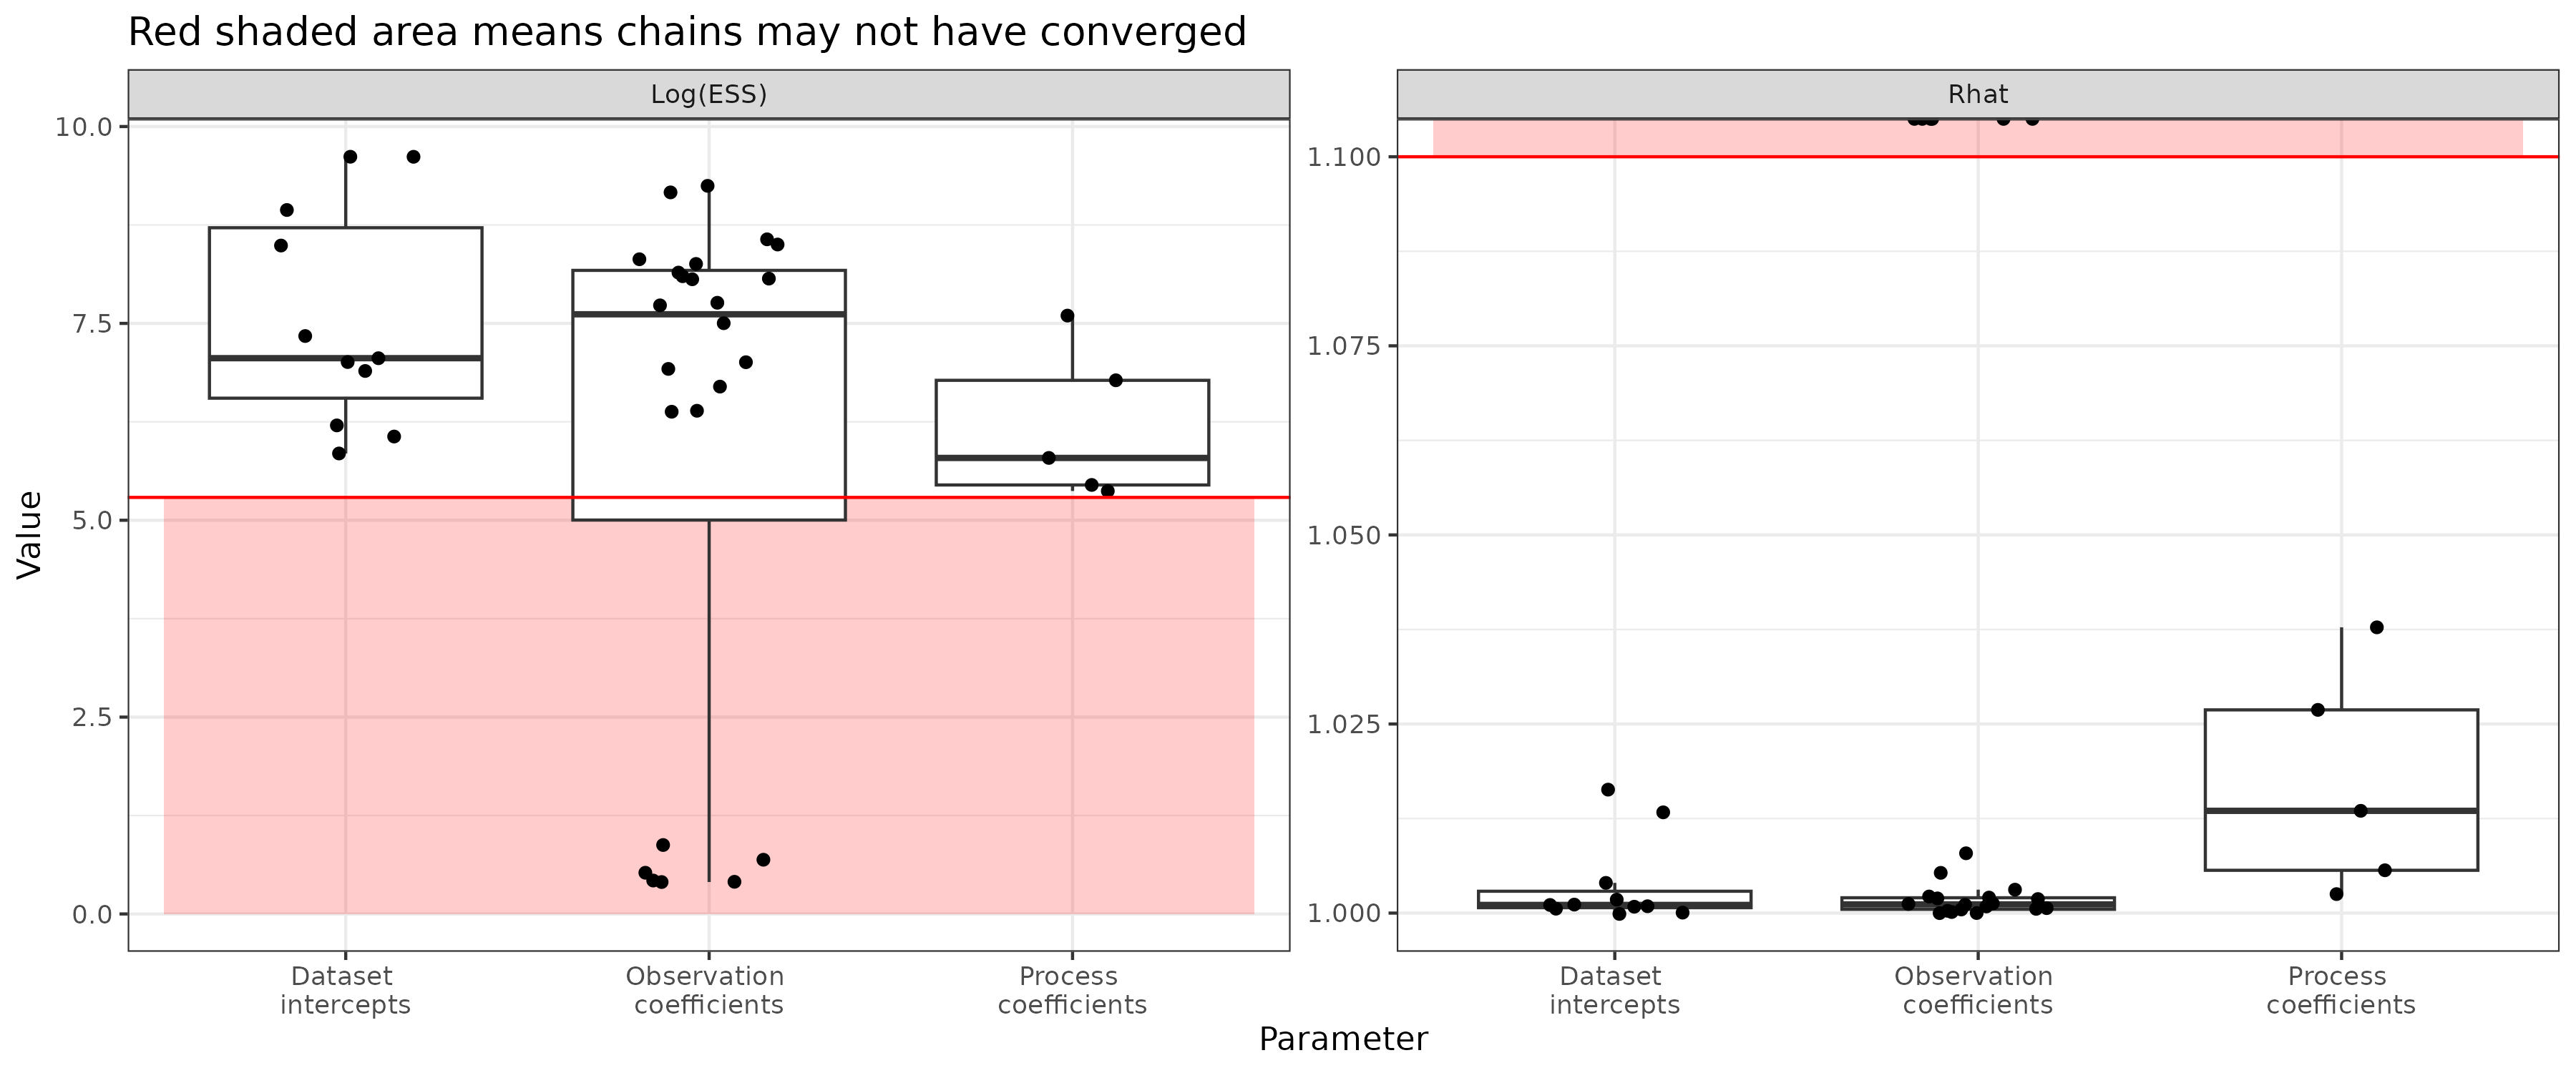 Red shaded area means chains may not have converged
Log(ESS)
Rhat
Value
10.0
7.5
5.0
2.5
0.0
1.100
1.075
1.050
1.025
1.000
Dataset
intercepts
Observation
coefficients
Process
coefficients
Dataset
intercepts
Observation
coefficients
Process
coefficients
Parameter